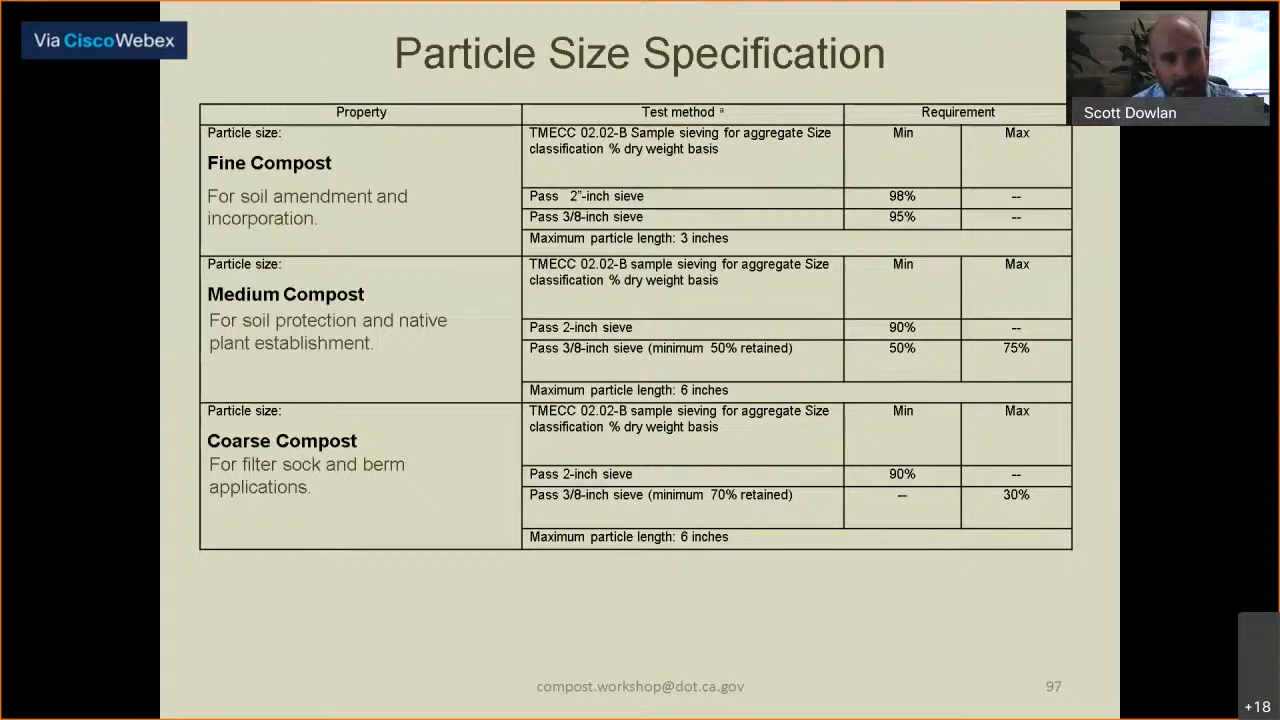 Via CiscoWebex
Particle Size Specification
Scott Dowlan
Property
Test method ª
Requirement
Particle size:
Fine Compost
For soil amendment and
incorporation.
TMECC 02.02-B Sample sieving for aggregate Size
classification % dry weight basis
Min
Max
Pass 2”-inch sieve
98%
--
Pass 3/8-inch sieve
95%
--
Maximum particle length: 3 inches
Particle size:
Medium Compost
For soil protection and native
plant establishment.
TMECC 02.02-B sample sieving for aggregate Size
classification % dry weight basis
Min
Max
Pass 2-inch sieve
90%
--
Pass 3/8-inch sieve (minimum 50% retained)
50%
75%
Maximum particle length: 6 inches
Particle size:
Coarse Compost
For filter sock and berm
applications.
TMECC 02.02-B sample sieving for aggregate Size
classification % dry weight basis
Min
Max
Pass 2-inch sieve
90%
--
Pass 3/8-inch sieve (minimum 70% retained)
--
30%
Maximum particle length: 6 inches
compost.workshop@dot.ca.gov
97
+18